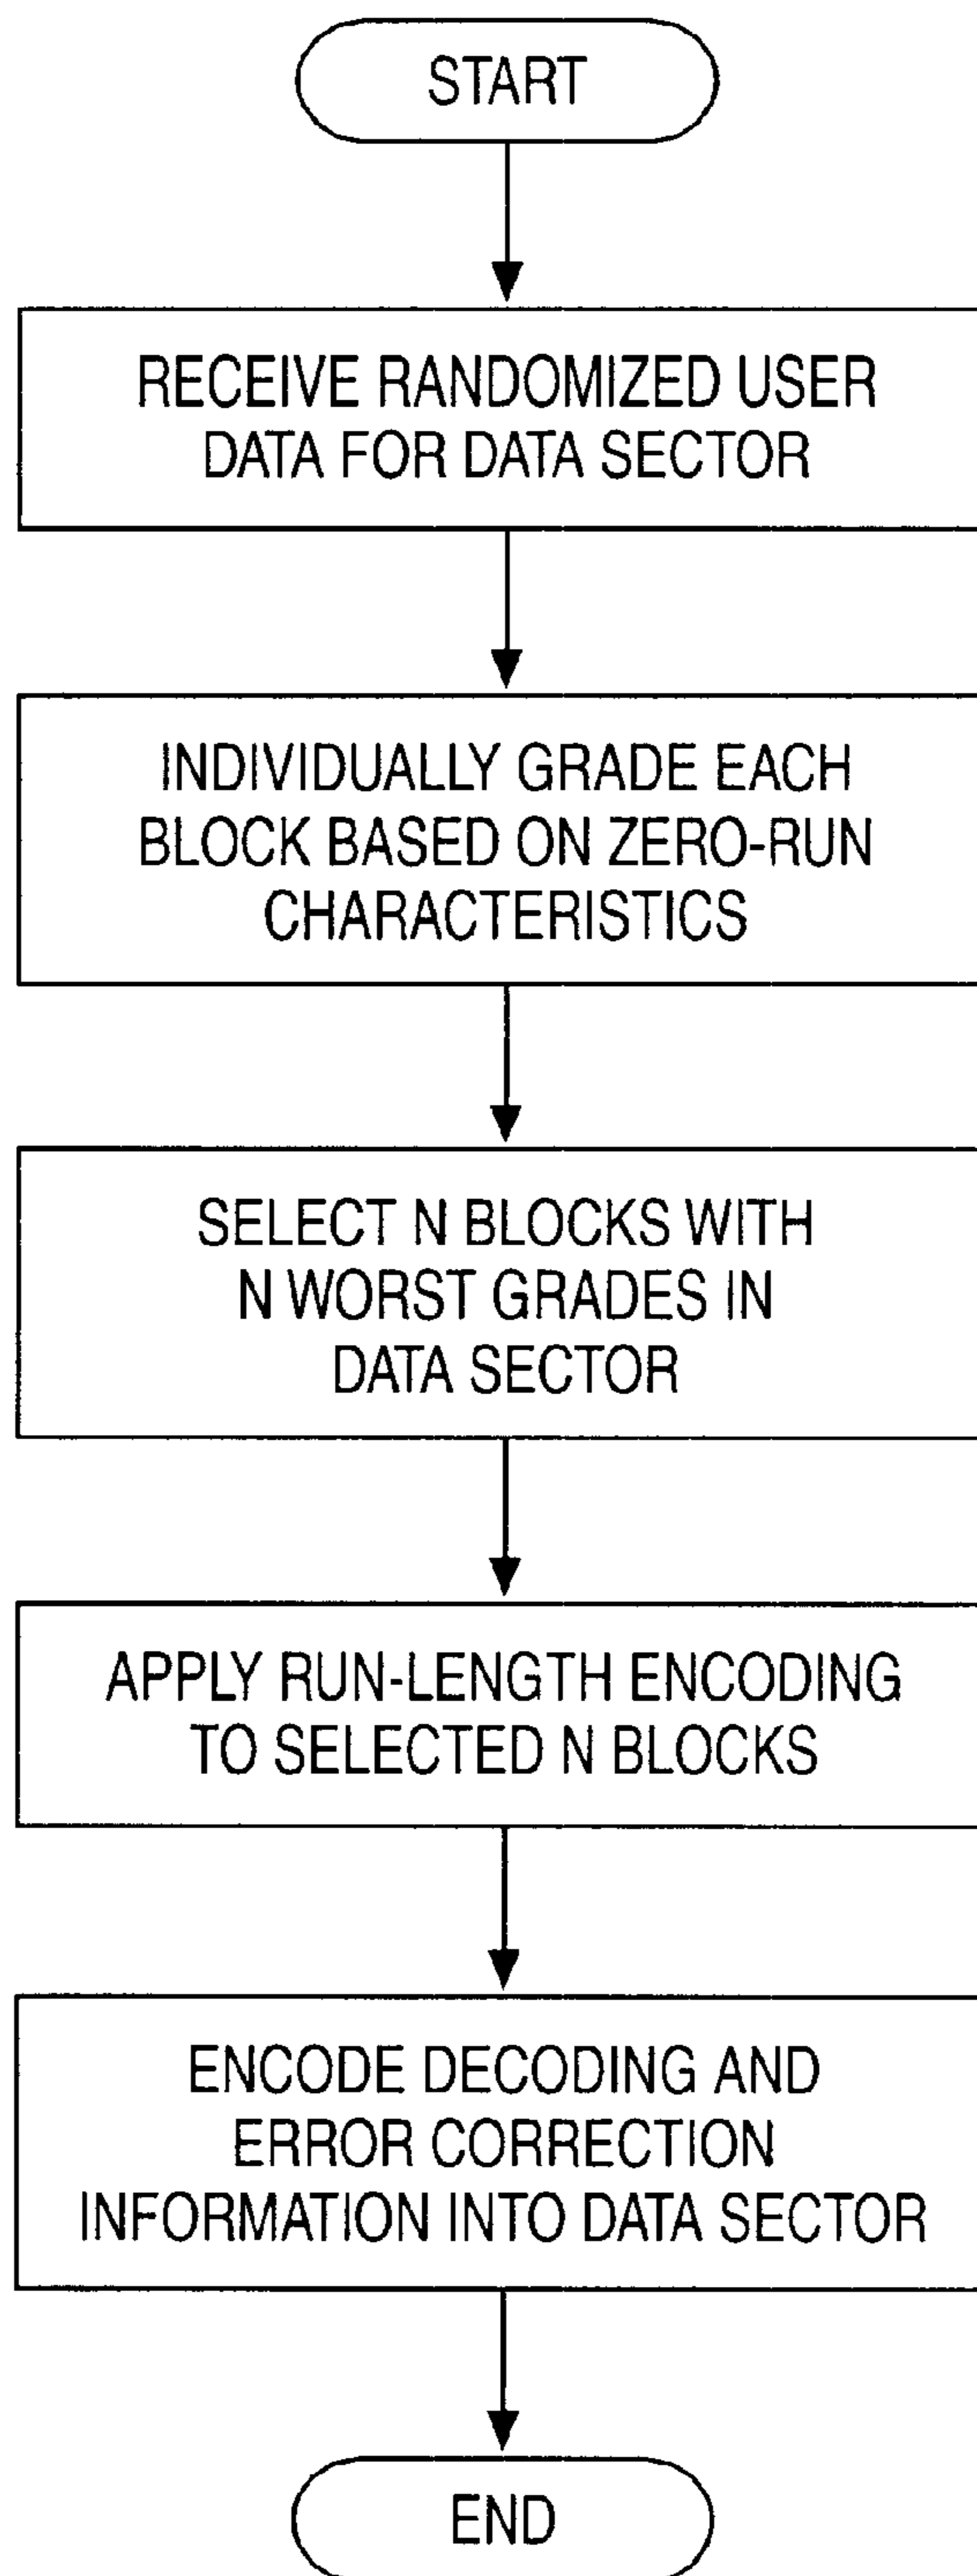 START
RECEIVE RANDOMIZED USER
DATA FOR DATA SECTOR
INDIVIDUALLY GRADE EACH
BLOCK BASED ON ZERO-RUN
CHARACTERISTICS
SELECT N BLOCKS WITH
N WORST GRADES IN
DATA SECTOR
APPLY RUN-LENGTH ENCODING
TO SELECTED N BLOCKS
ENCODE DECODING AND
ERROR CORRECTION
INFORMATION INTO DATA SECTOR
END